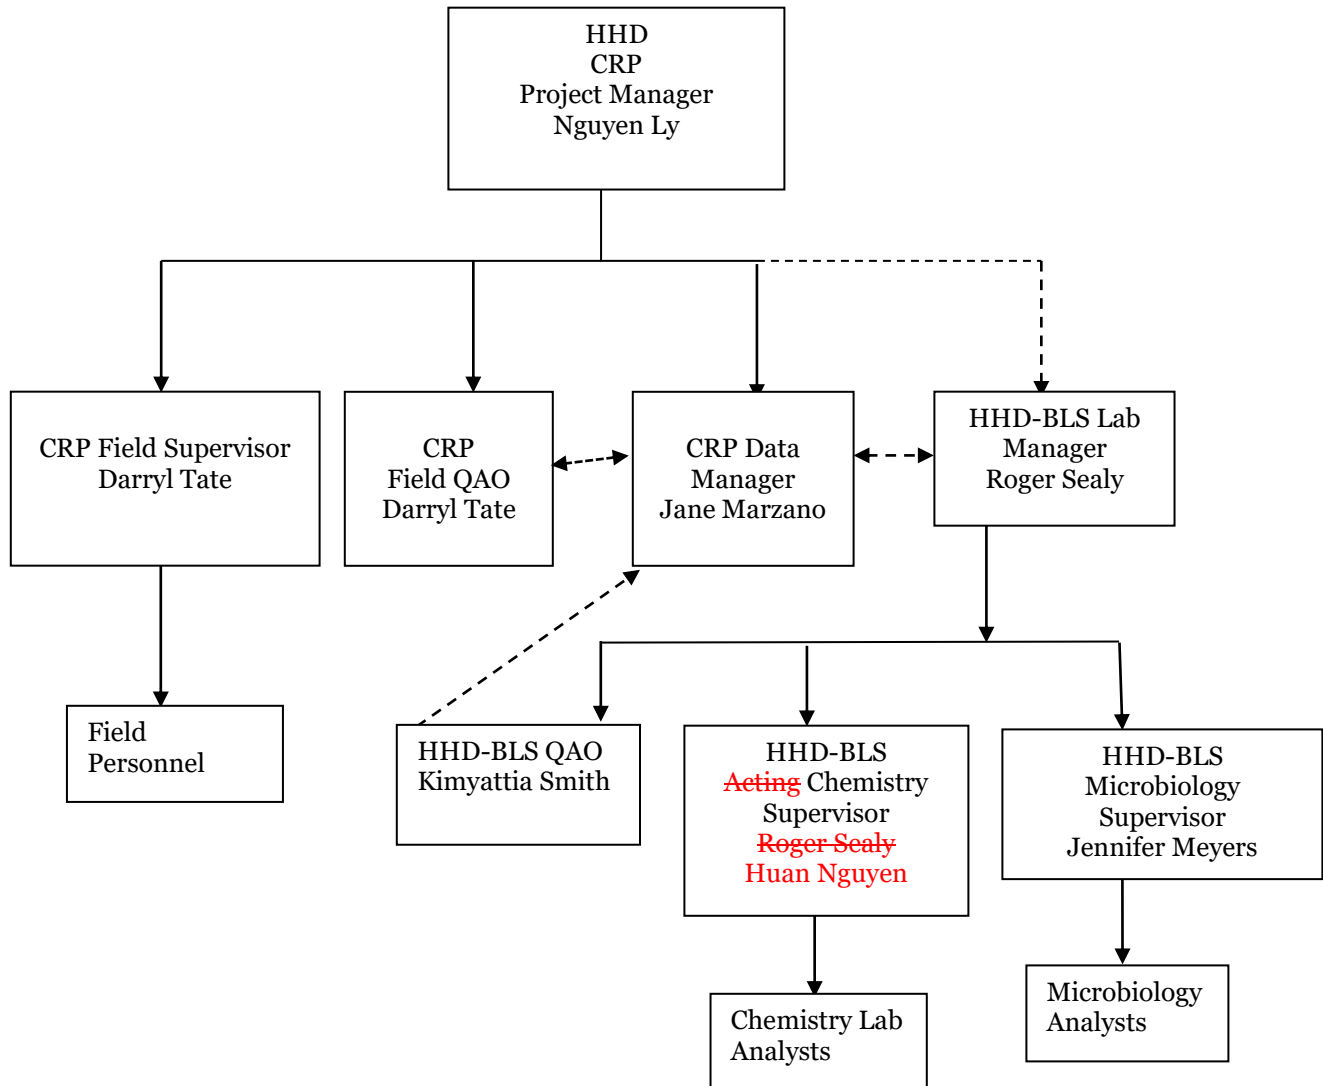 HHD
CRP
Project Manager
Nguyen Ly
CRP Field Supervisor
Darryl Tate
CRP
Field QAO
Darryl Tate
CRP Data
Manager
Jane Marzano
HHD-BLS Lab
Manager
Roger Sealy
Field
Personnel
HHD-BLS QAO
Kimyattia Smith
HHD-BLS
Acting Chemistry
Supervisor
Roger Sealy
Huan Nguyen
HHD-BLS
Microbiology
Supervisor
Jennifer Meyers
Chemistry Lab
Analysts
Microbiology
Analysts